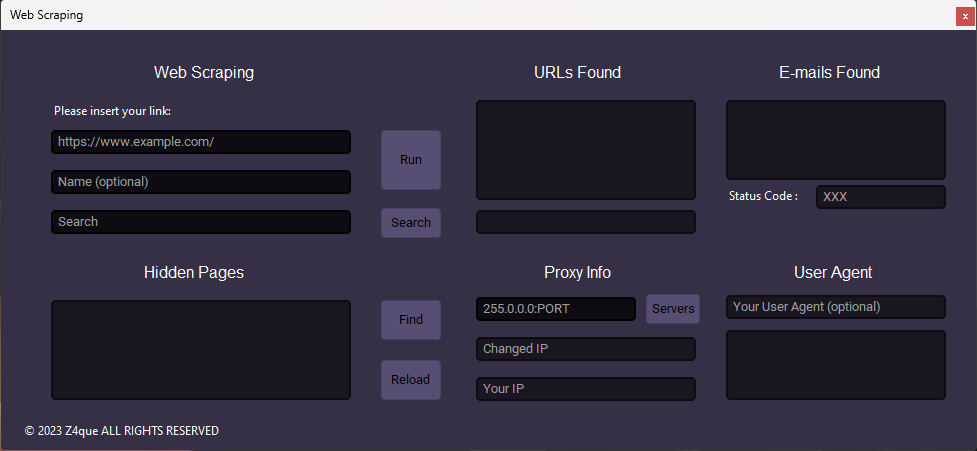 Web Scraping
x
Web Scraping
URLs Found
E-mails Found
Please insert your link:
https://www.example.com/
Run
Name (optional)
Status Code :
XXX
Search
Search
Hidden Pages
Proxy Info
User Agent
255.0.0.0:PORT
Servers
Your User Agent (optional)
Find
Changed IP
Reload
Your IP
© 2023 Z4que ALL RIGHTS RESERVED